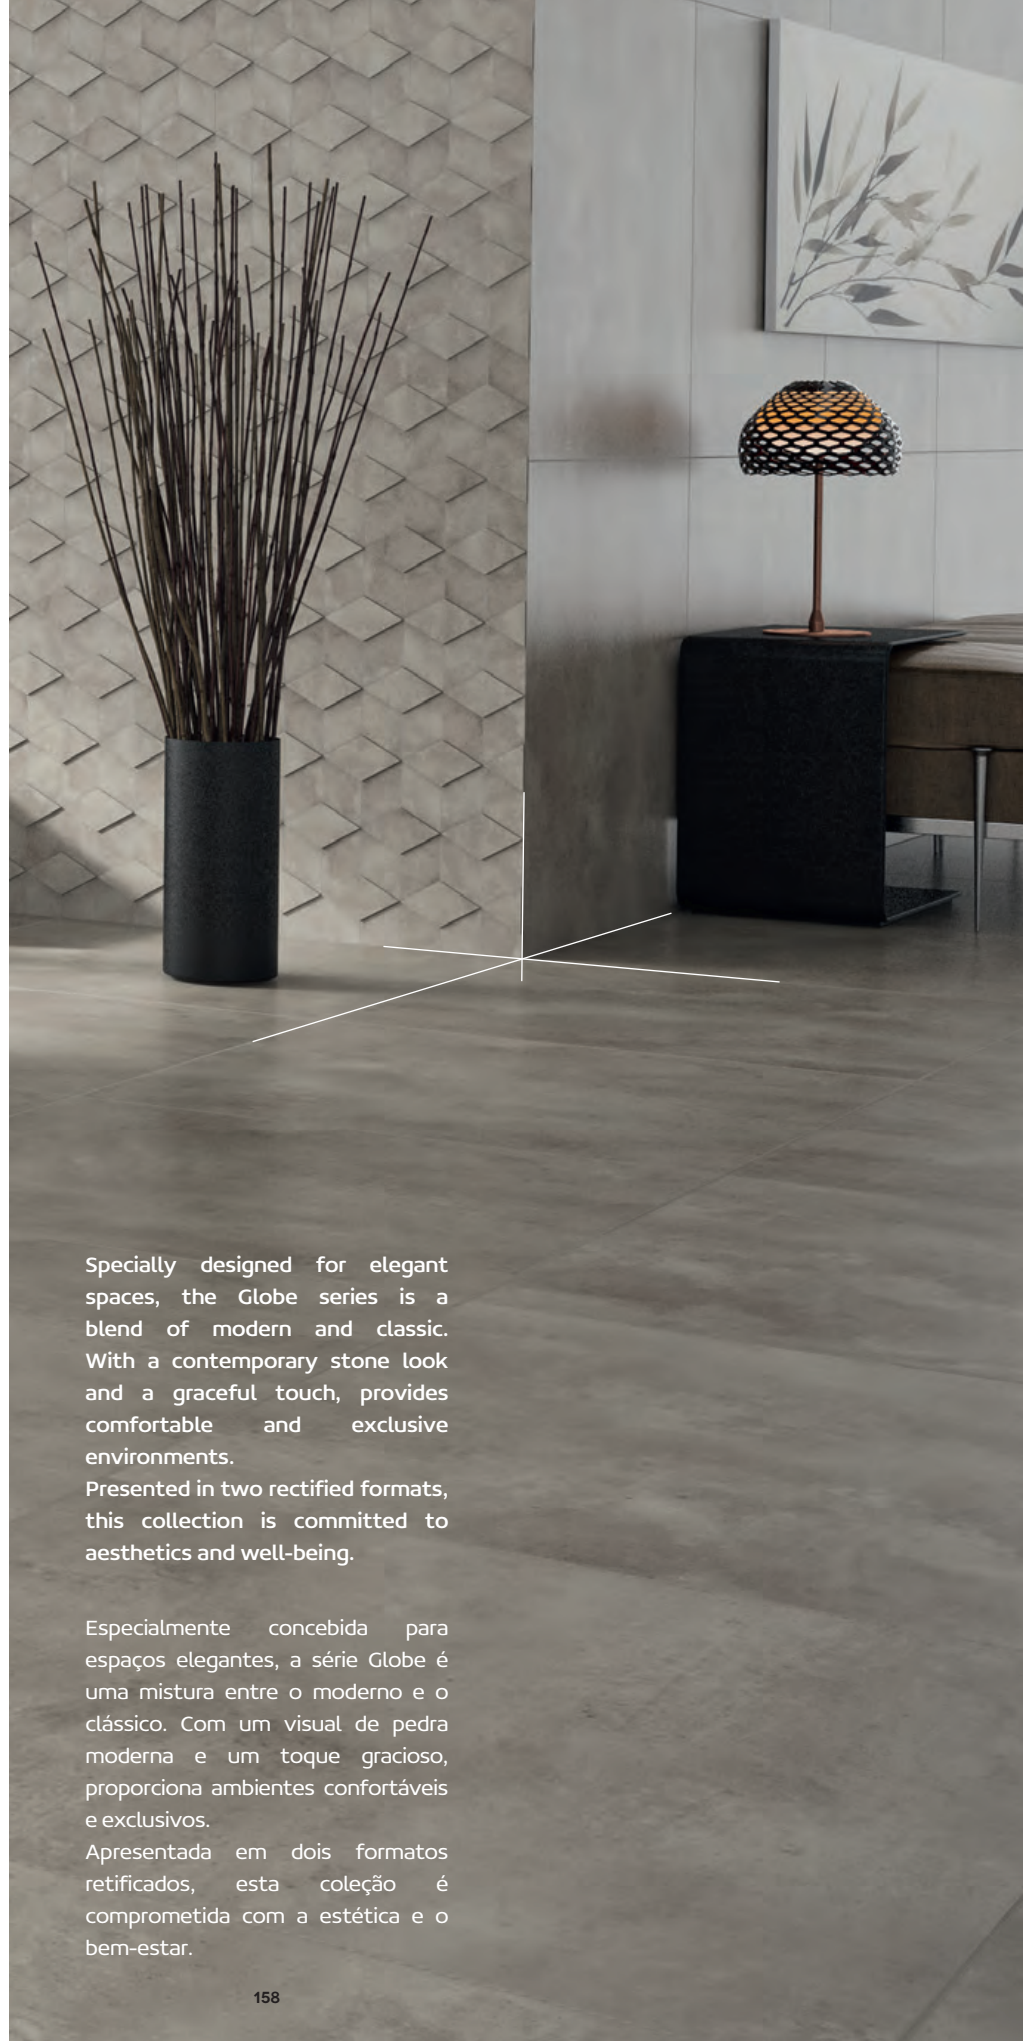 Specially designed for elegant
spaces, the Globe series is a
blend of modern and classic.
With a contemporary stone look
and a graceful touch, provides
comfortable and exclusive
environments.
Presented in two rectified formats,
this collection is committed to
aesthetics and well-being.
Especialmente concebida para
espaços elegantes, a série Globe é
uma mistura entre o moderno e o
clássico. Com um visual de pedra
moderna e um toque gracioso,
proporciona ambientes confortáveis
e exclusivos.
Apresentada em dois formatos
retificados, esta coleção é
comprometida com a estética e o
bem-estar.
158